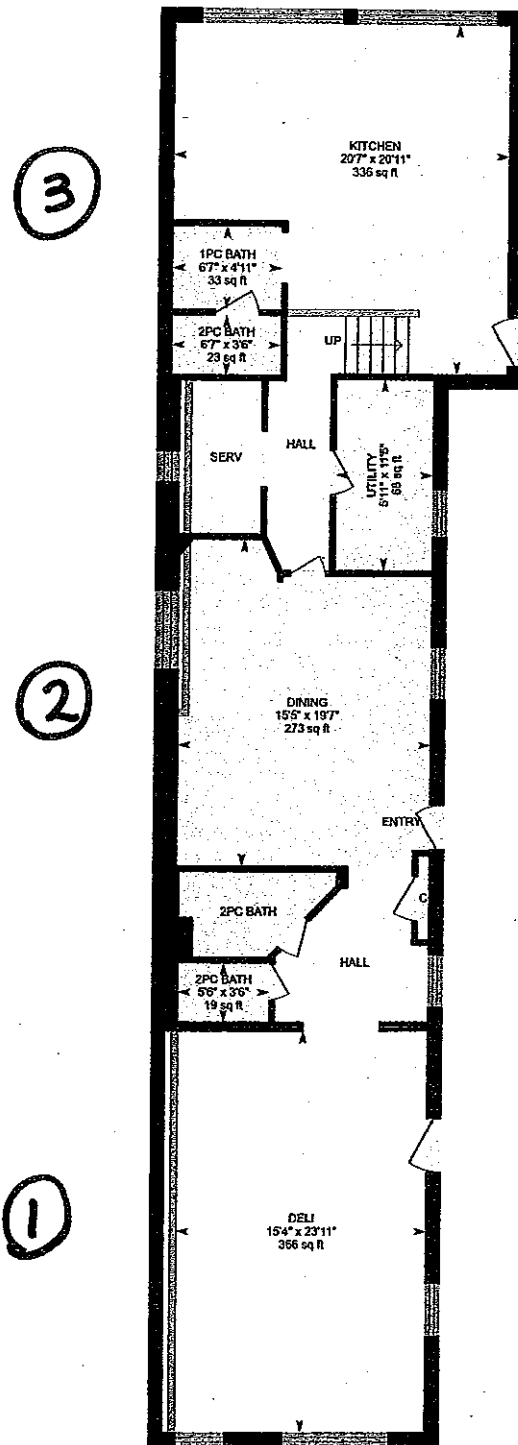 3
KITCHEN
20'7" x 20'11"
336 sq ft
1PC BATH
6'7" x 4'11"
33 sq ft
2PC BATH
6'7" x 3'6"
23 sq ft
UP
SERV
HALL
UTILITY
5'11" x 11'5"
68 sq ft
2
DINING
15'5" x 19'7"
273 sq ft
ENTRY
C
2PC BATH
HALL
2PC BATH
5'6" x 3'6"
19 sq ft
1
DELI
15'4" x 23'11"
366 sq ft